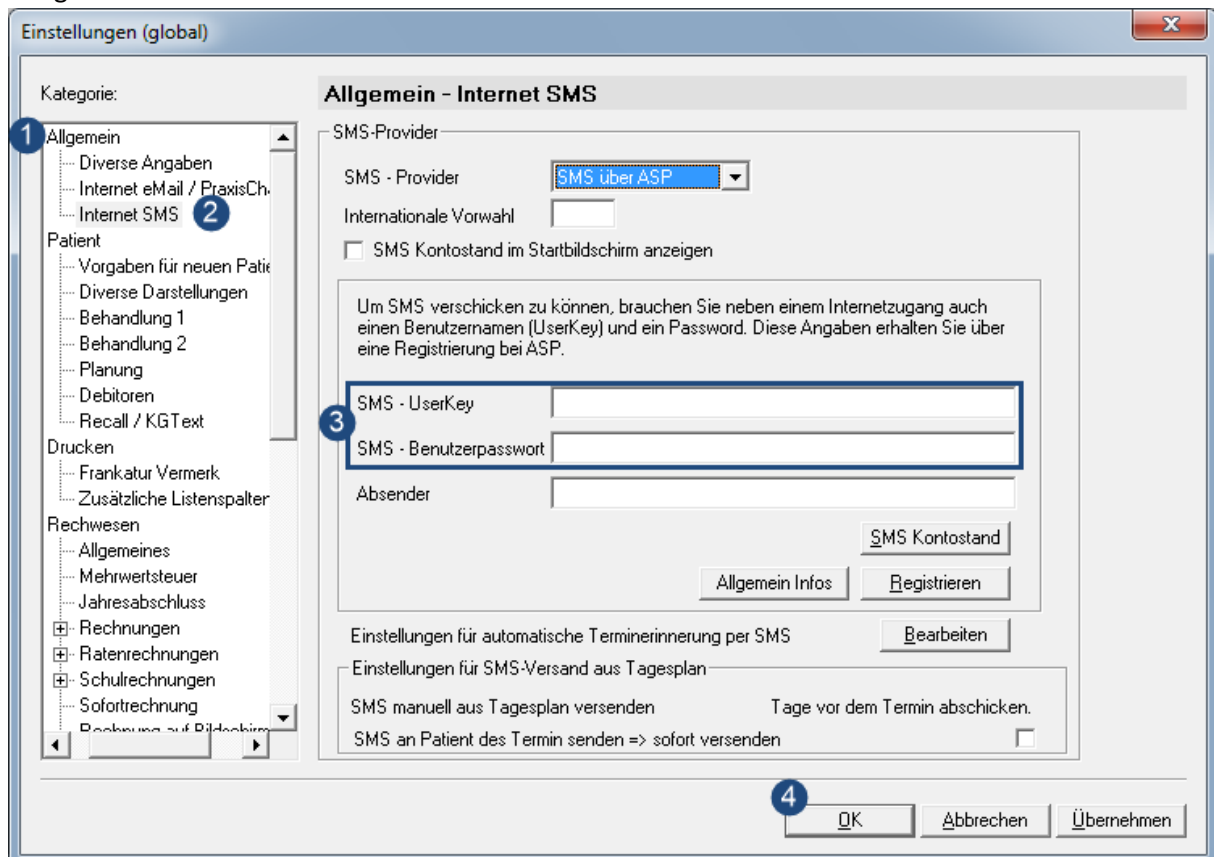 Einstellungen (global)
X
Kategorie:
Allgemein - Internet SMS
1
Allgemein
Diverse Angaben
Internet eMail / PraxisCh
Internet SMS 2
Patient
Vorgaben für neuen Patie
Diverse Darstellungen
Behandlung 1
Behandlung 2
Planung
Debitoren
Recall / KGText
Drucken
Frankatur Vermerk
Zusätzliche Listenspalter
Rechwesen
Allgemeines
Mehrwertsteuer
Jahresabschluss
Rechnungen
Ratenrechnungen
Schulrechnungen
Sofortrechnung
Rechnung auf Bildschirm
SMS-Provider
SMS - Provider SMS über ASP
Internationale Vorwahl
SMS Kontostand im Startbildschirm anzeigen
Um SMS verschicken zu können, brauchen Sie neben einem Internetzugang auch
einen Benutzernamen (UserKey) und ein Password. Diese Angaben erhalten Sie über
eine Registrierung bei ASP.
3
SMS - UserKey
SMS - Benutzerpasswort
Absender
SMS Kontostand
Allgemein Infos Registrieren
Einstellungen für automatische Terminerinnerung per SMS Bearbeiten
Einstellungen für SMS-Versand aus Tagesplan
SMS manuell aus Tagesplan versenden Tage vor dem Termin abschicken.
SMS an Patient des Termin senden => sofort versenden
4
OK Abbrechen Übernehmen